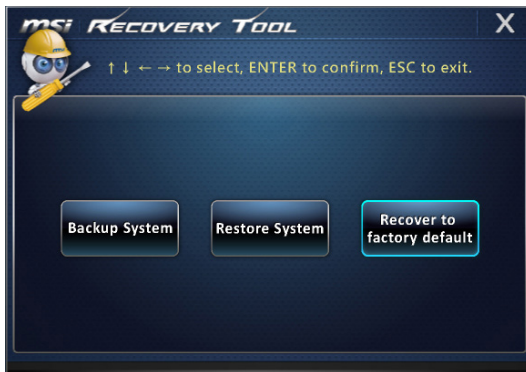 msi RECOVERY TOOL X
↑ ↓ ← → to select, ENTER to confirm, ESC to exit.
Backup System
Restore System
Recover to
factory default